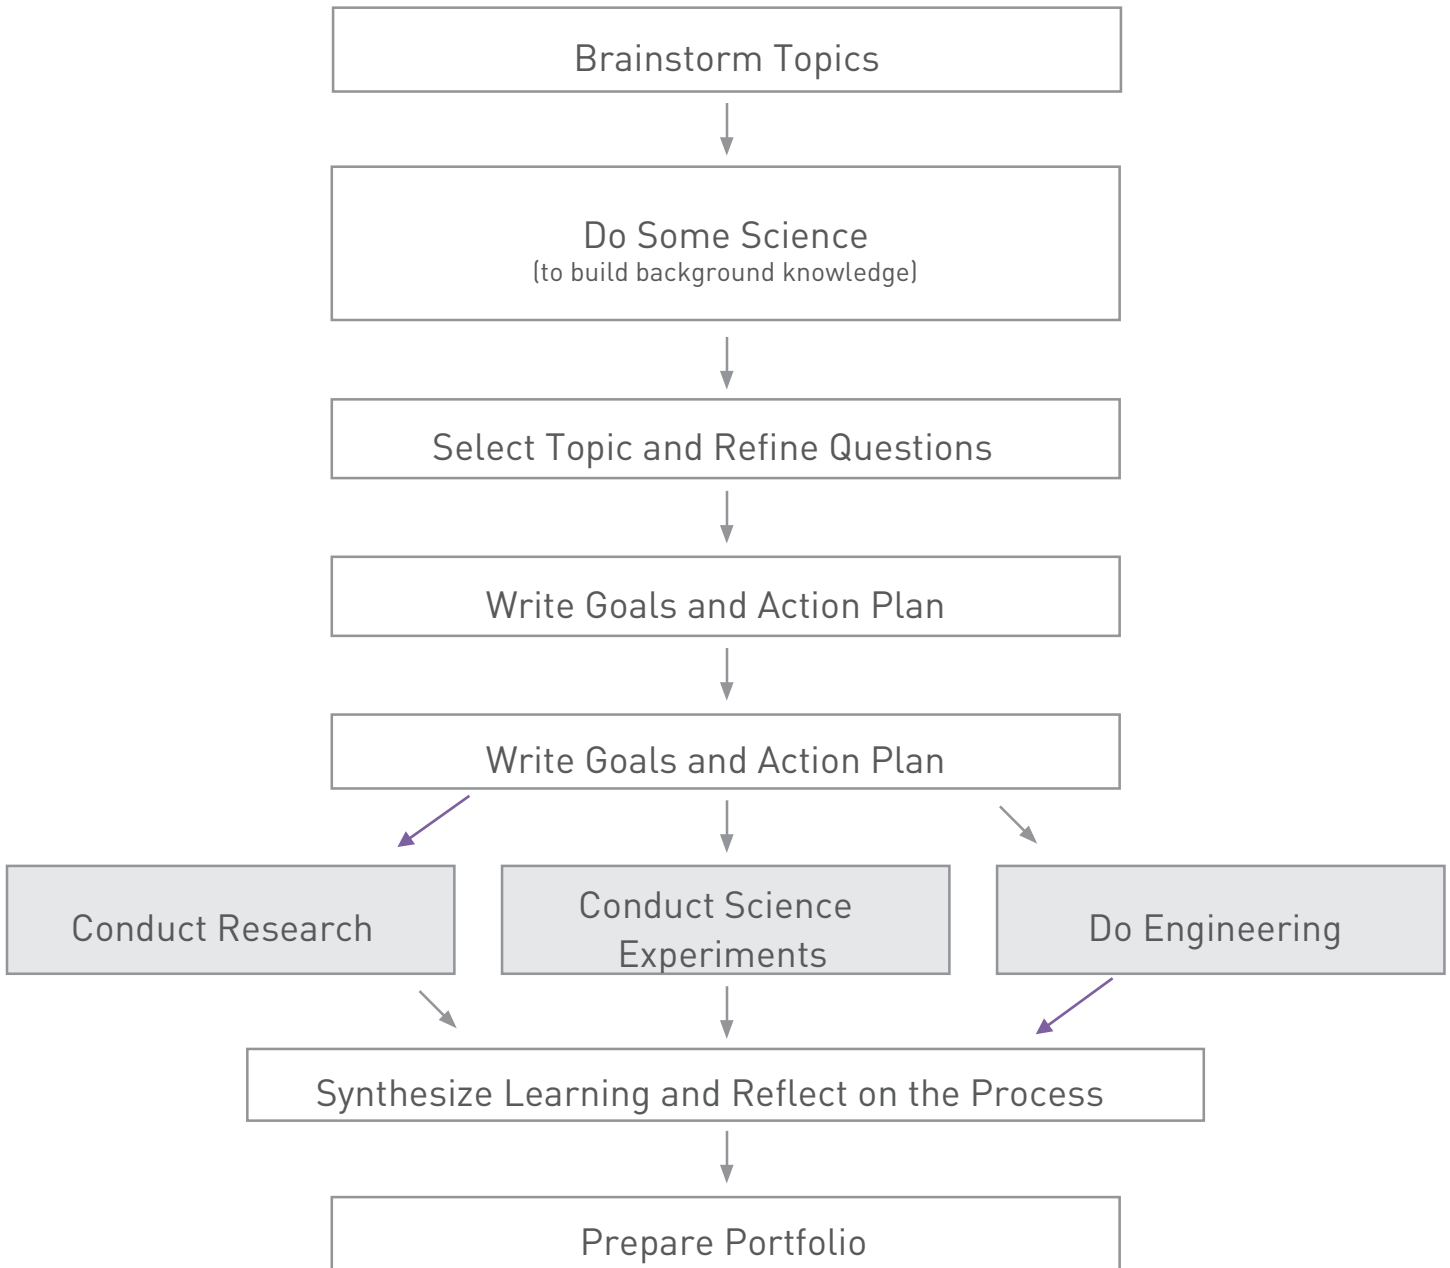 Brainstorm Topics
Do Some Science
(to build background knowledge)
Select Topic and Refine Questions
Write Goals and Action Plan
Write Goals and Action Plan
Conduct Research
Conduct Science
Experiments
Do Engineering
Synthesize Learning and Reflect on the Process
Prepare Portfolio